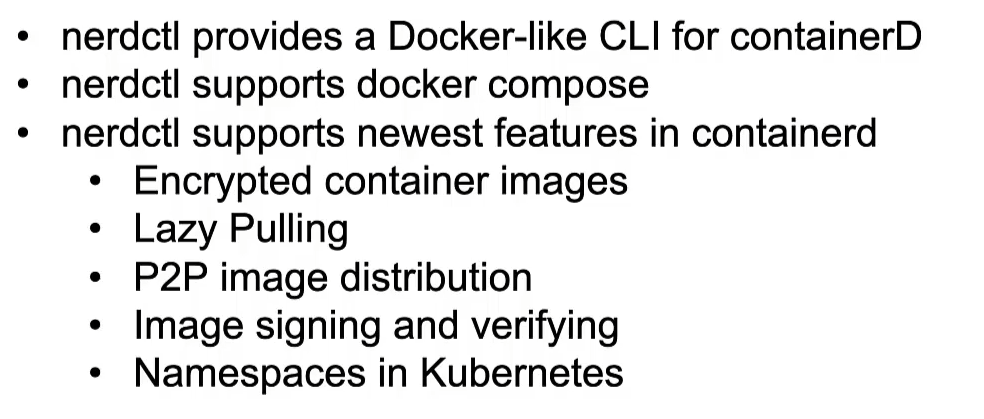 • nerdctl provides a Docker-like CLI for containerD
• nerdctl supports docker compose
• nerdctl supports newest features in containerd
• Encrypted container images
• Lazy Pulling
• P2P image distribution
• Image signing and verifying
• Namespaces in Kubernetes